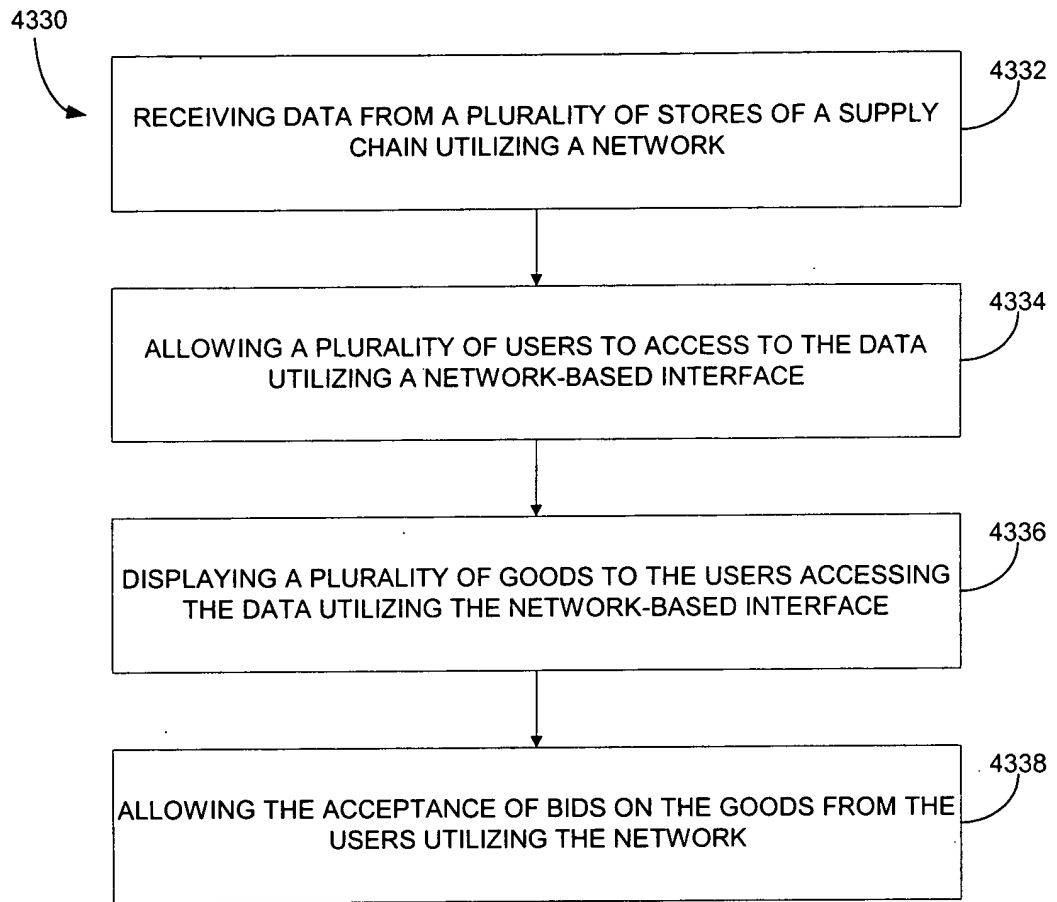 4330
4332
RECEIVING DATA FROM A PLURALITY OF STORES OF A SUPPLY
CHAIN UTILIZING A NETWORK
4334
ALLOWING A PLURALITY OF USERS TO ACCESS TO THE DATA
UTILIZING A NETWORK-BASED INTERFACE
4336
DISPLAYING A PLURALITY OF GOODS TO THE USERS ACCESSING
THE DATA UTILIZING THE NETWORK-BASED INTERFACE
4338
ALLOWING THE ACCEPTANCE OF BIDS ON THE GOODS FROM THE
USERS UTILIZING THE NETWORK